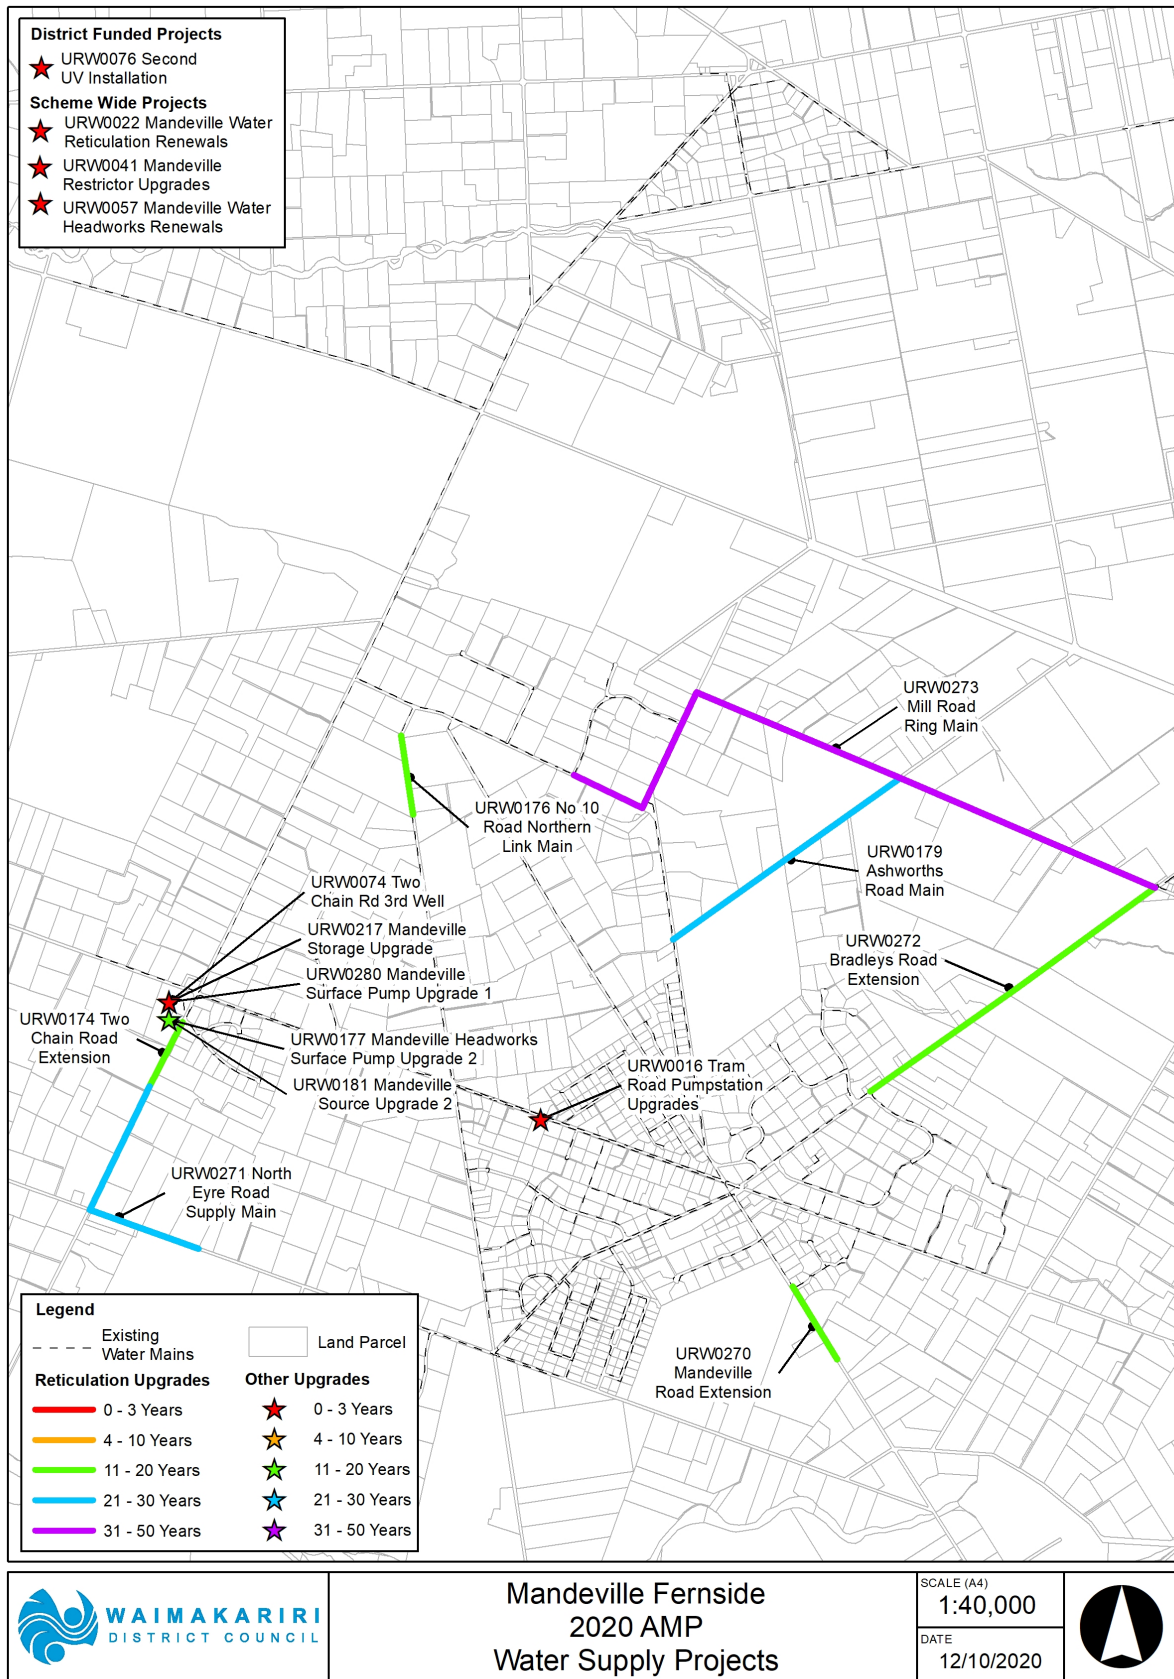 District Funded Projects
URW0076 Second
UV Installation
Scheme Wide Projects
URW0022 Mandeville Water
Reticulation Renewals
URW0041 Mandeville
Restrictor Upgrades
URW0057 Mandeville Water
Headworks Renewals
URW0273
Mill Road
Ring Main
URW0176 No 10
Road Northern
Link Main
URW0179
Ashworths
Road Main
URW0074 Two
Chain Rd 3rd Well
URW0217 Mandeville
Storage Upgrade
URW0280 Mandeville
Surface Pump Upgrade 1
URW0272
Bradleys Road
Extension
URW0174 Two
Chain Road
Extension
URW0177 Mandeville Headworks
Surface Pump Upgrade 2
URW0181 Mandeville
Source Upgrade 2
URW0016 Tram
Road Pumpstation
Upgrades
URW0271 North
Eyre Road
Supply Main
URW0270
Mandeville
Road Extension
Legend
Existing
Water Mains
Land Parcel
Reticulation Upgrades
0 - 3 Years
4 - 10 Years
11 - 20 Years
21 - 30 Years
31 - 50 Years
Other Upgrades
0 - 3 Years
4 - 10 Years
11 - 20 Years
21 - 30 Years
31 - 50 Years
WAIMAKARIRI
DISTRICT COUNCIL
Mandeville Fernside
2020 AMP
Water Supply Projects
SCALE (A4)
1:40,000
DATE
12/10/2020